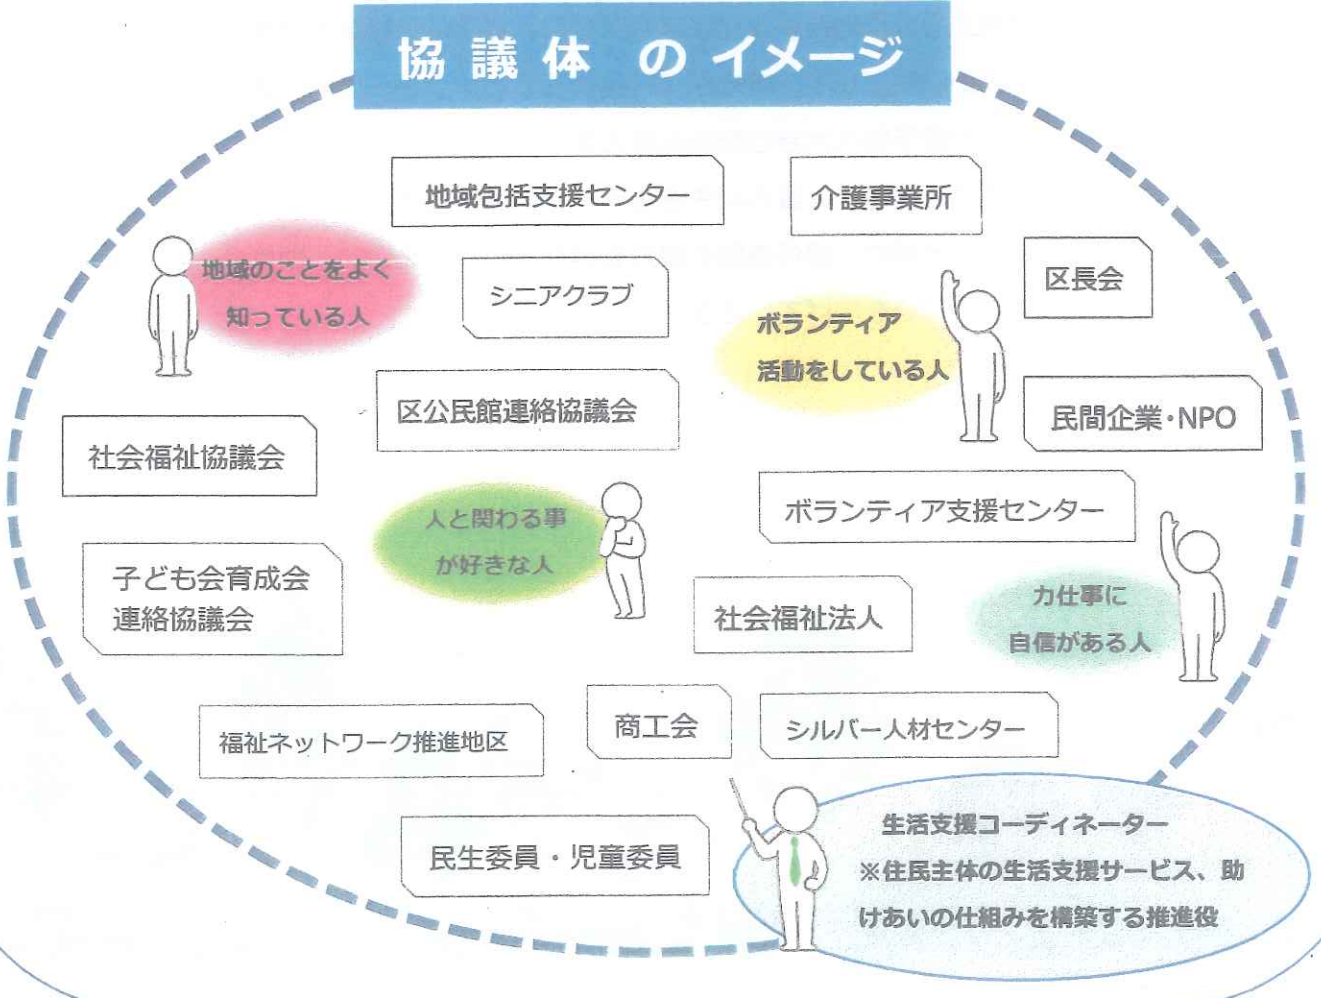 協議体 の イメージ
地域包括支援センター
介護事業所
地域のことをよく
知っている人
シニアクラブ
区長会
ボランティア
活動をしている人
区公民館連絡協議会
民間企業・NPO
社会福祉協議会
人と関わる事
が好きな人
ボランティア支援センター
子ども会育成会
連絡協議会
社会福祉法人
力仕事に
自信がある人
福祉ネットワーク推進地区
商工会
シルバー人材センター
民生委員・児童委員
生活支援コーディネーター
※住民主体の生活支援サービス、助
けあいの仕組みを構築する推進役